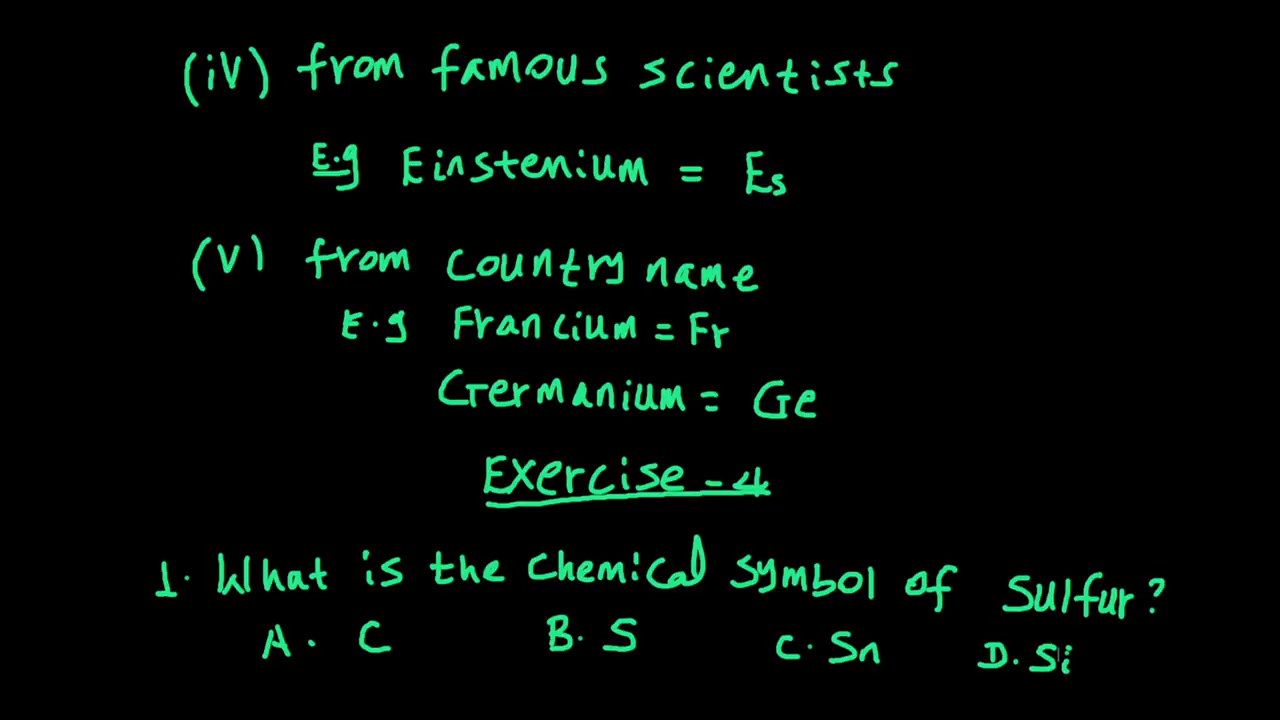 (iV) from famous scientists
E.g Einstenium = Es
(V) from country name
E.g Francium = Fr
Germanium = Ge
Exercise - 4
1. What is the chemical symbol of Sulfur?
A. C B. S C. Sn D. Si